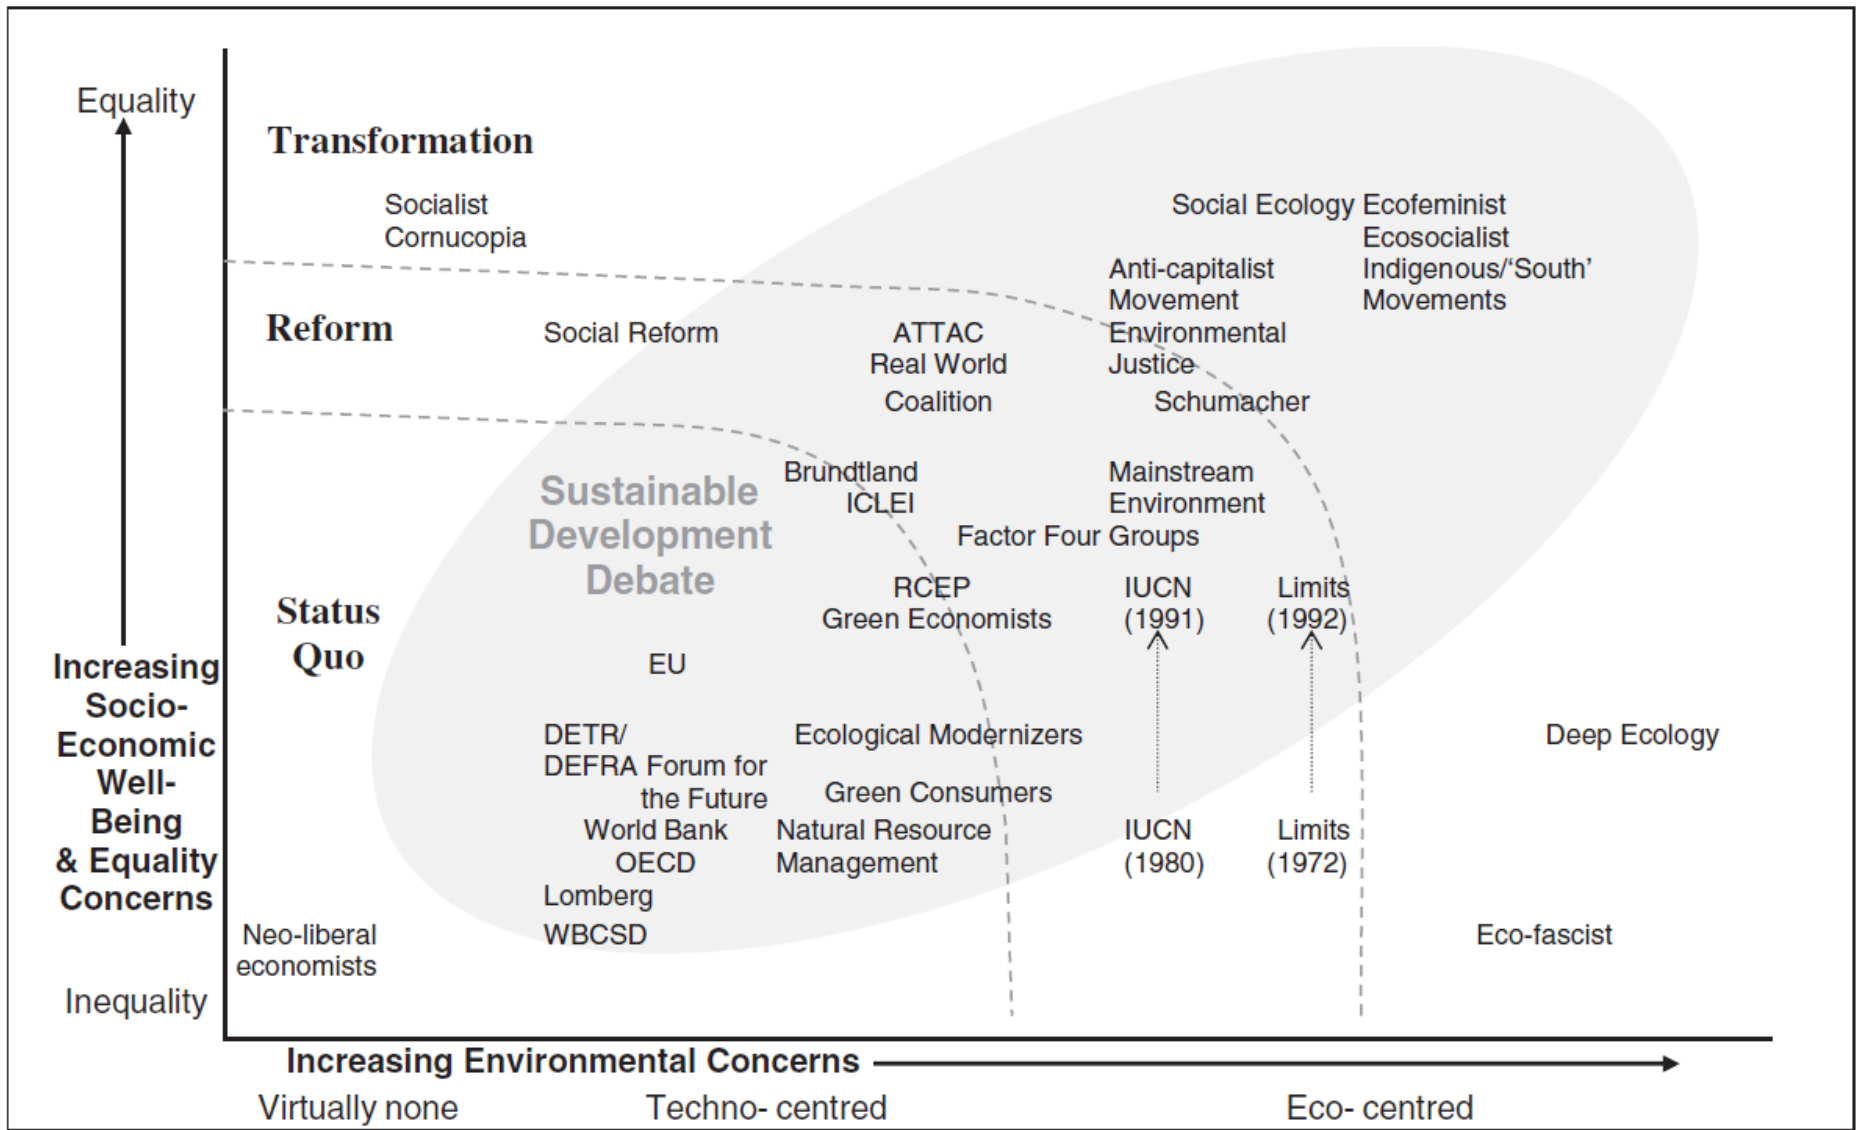 Equality
Transformation
Socialist
Cornucopia
Social Ecology
Ecofeminist
Ecosocialist
Indigenous/‘South’
Movements
Anti-capitalist
Movement
Environmental
Justice
Reform
Social Reform
ATTAC
Real World
Coalition
Schumacher
Sustainable
Development
Debate
Brundtland
ICLEI
Mainstream
Environment
Factor Four Groups
Status
Quo
RCEP
Green Economists
IUCN
(1991)
Limits
(1992)
EU
Increasing
Socio-
Economic
Well-
Being
& Equality
Concerns
DETR/
DEFRA
Forum for
the Future
Ecological Modernizers
Green Consumers
Deep Ecology
World Bank
OECD
Natural Resource
Management
IUCN
(1980)
Limits
(1972)
Lomberg
WBCSD
Neo-liberal
economists
Eco-fascist
Inequality
Increasing Environmental Concerns
Virtually none
Techno- centred
Eco- centred